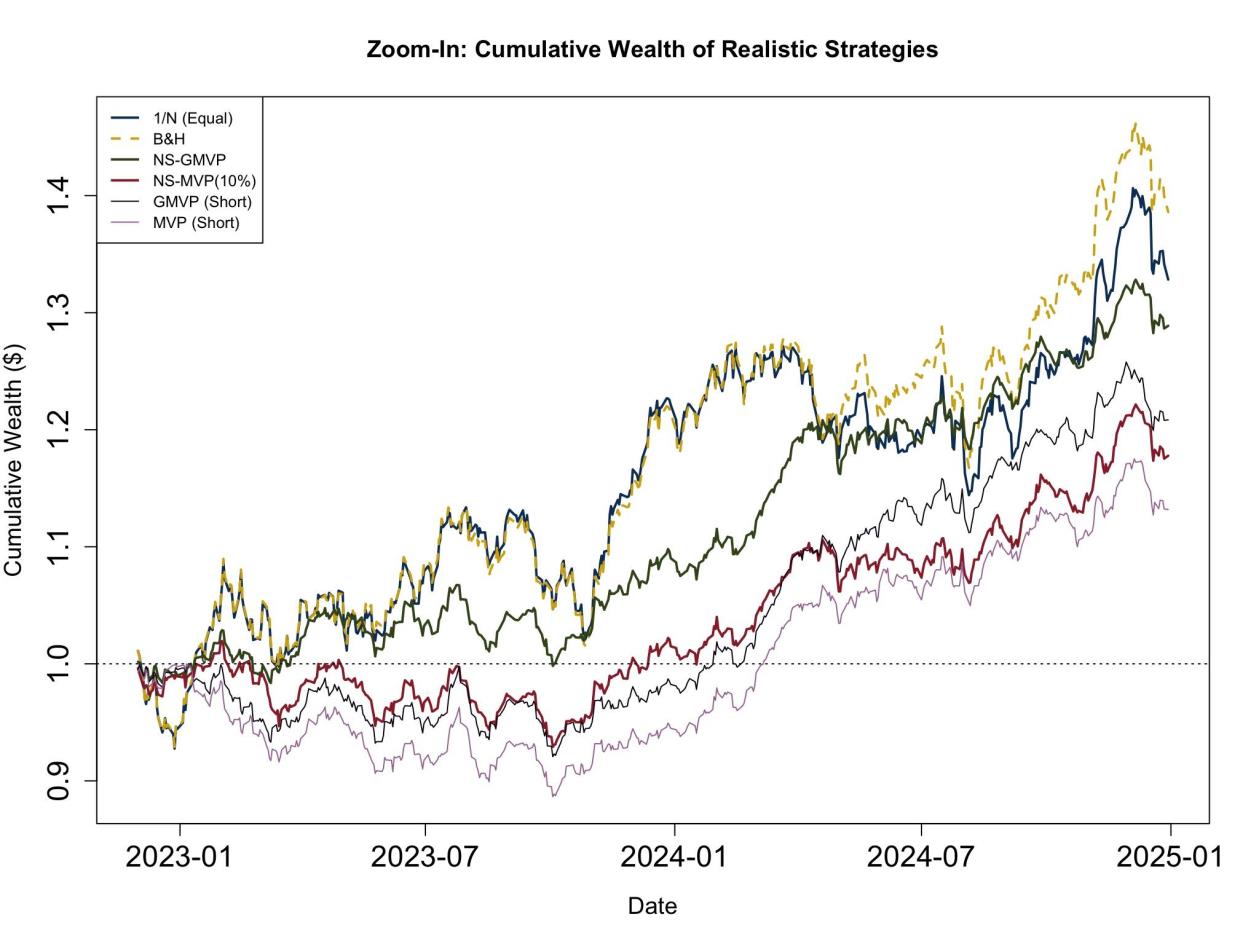 Zoom-In: Cumulative Wealth of Realistic Strategies
1/N (Equal)
B&H
NS-GMVP
NS-MVP(10%)
GMVP (Short)
MVP (Short)
Cumulative Wealth ($)
1.4
1.3
1.2
1.1
1.0
0.9
2023-01
2023-07
2024-01
2024-07
2025-01
Date